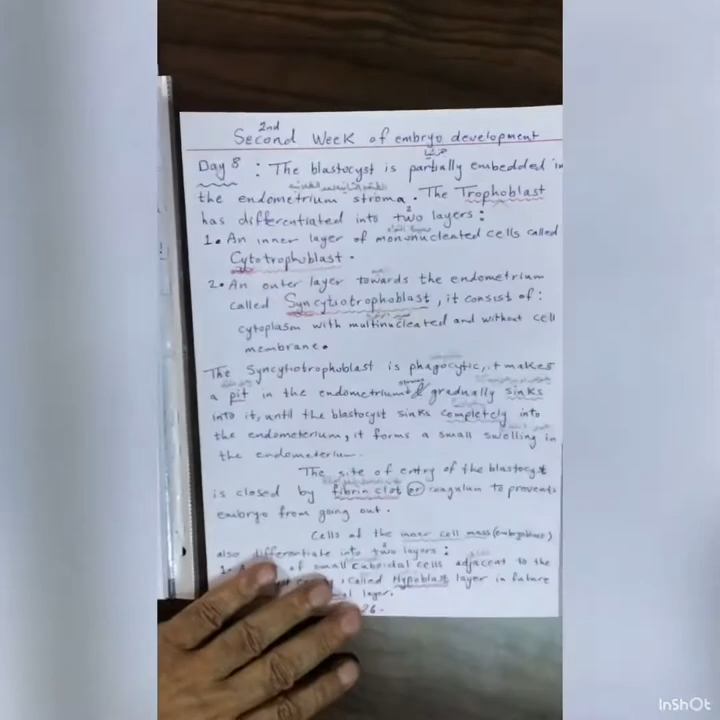 2nd
Second Week of embryo development
Day 8 : The blastocyst is partially embedded in
the endometrium stroma. The Trophoblast
has differentiated into two layers:
1. An inner layer of mononucleated cells called
Cytotrophoblast.
2. An outer layer towards the endometrium
called Syncytiotrophoblast, it consist of:
cytoplasm with multinucleated and without cell
membrane.
The Syncytiotrophoblast is phagocytic, it makes
a pit in the endometrium & gradually sinks
into it, until the blastocyst sinks completely into
the endometerium, it forms a small swelling in
the endometerium.
The site of entry of the blastocyst
is closed by fibrin clot or coagulum to prevents
embryo from going out.
Cells of the inner cell mass (embryoblast)
also differentiate into two layers:
1. of small cuboidal cells adjacent to the
called Hypoblast layer in future
layer.
26.
InShOt